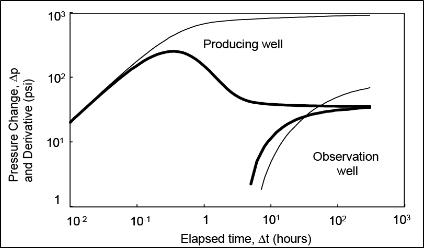 10³
Producing well
10²
Pressure Change, Δp
and Derivative (psi)
10¹
Observation
well
1
10⁻² 10⁻¹ 1 10¹ 10² 10³
Elapsed time, Δt (hours)